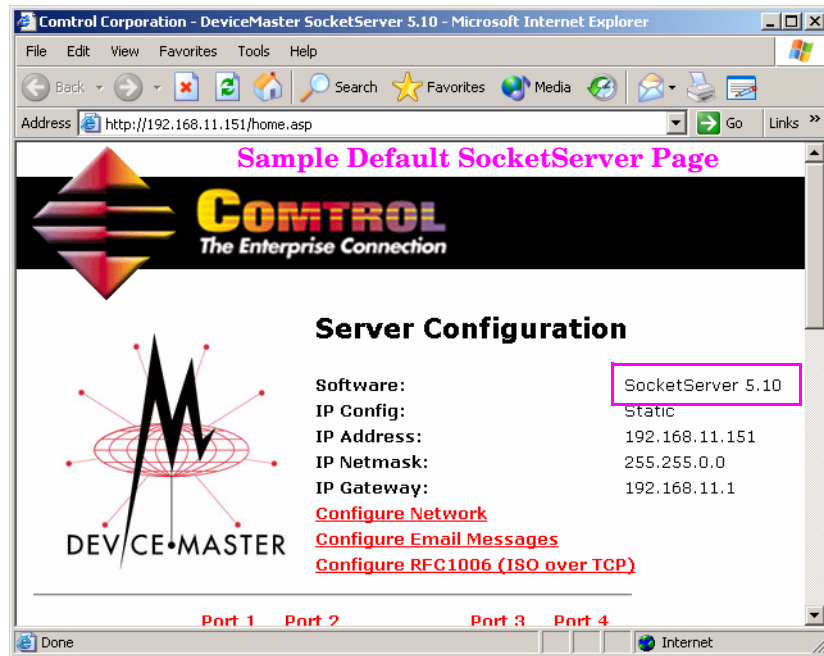 Comtrol Corporation - DeviceMaster SocketServer 5.10 - Microsoft Internet Explorer
File Edit View Favorites Tools Help
Back Search Favorites Media
Address http://192.168.11.151/home.asp Go Links »
Sample Default SocketServer Page
COMTROL
The Enterprise Connection
Server Configuration
Software: SocketServer 5.10
IP Config: Static
IP Address: 192.168.11.151
IP Netmask: 255.255.0.0
IP Gateway: 192.168.11.1
Configure Network
Configure Email Messages
Configure RFC1006 (ISO over TCP)
DEVICE•MASTER
Port 1 Port 2 Port 3 Port 4
Done Internet